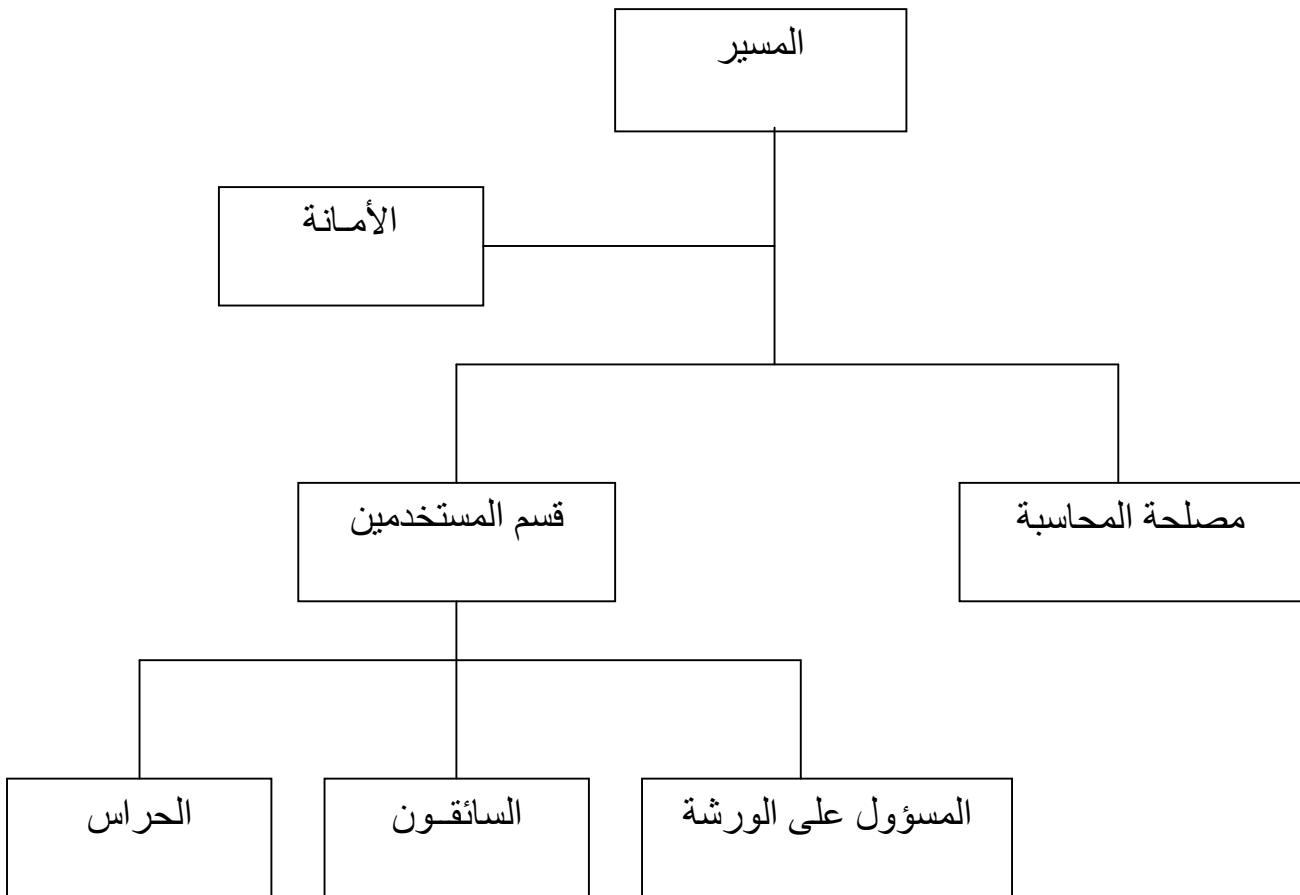 المسير
الأمـانة
مصلحة المحاسبة
قسم المستخدمين
المسؤول على الورشة
السائقـون
الحراس